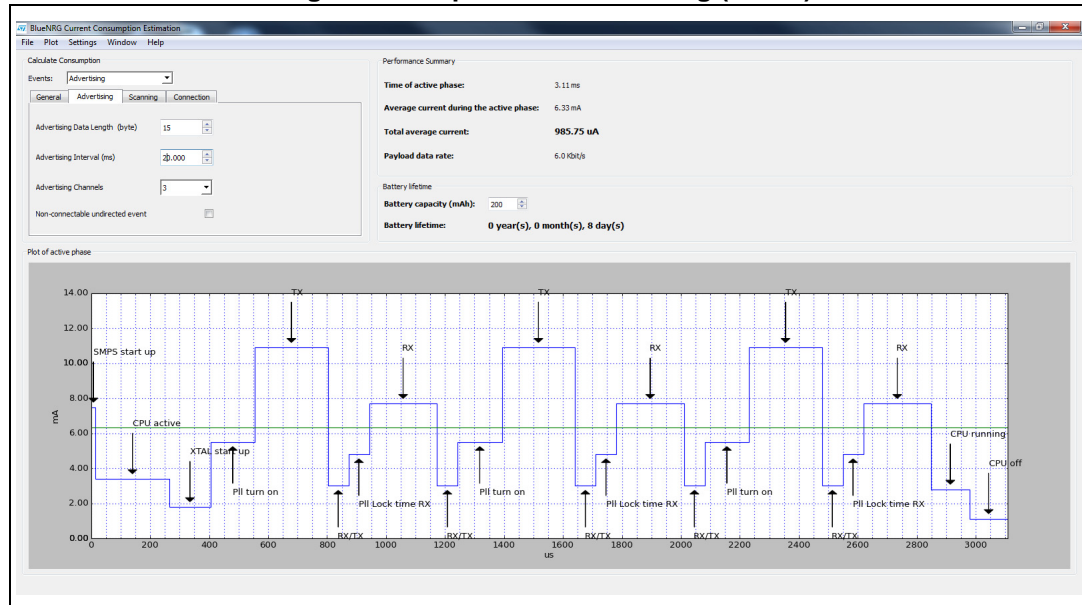 BlueNRG Current Consumption Estimation
File Plot Settings Window Help
Calculate Consumption
Events: Advertising
General Advertising Scanning Connection
Advertising Data Length (byte) 15
Advertising Interval (ms) 20.000
Advertising Channels 3
Non-connectable undirected event
Performance Summary
Time of active phase: 3.11 ms
Average current during the active phase: 6.33 mA
Total average current: 985.75 uA
Payload data rate: 6.0 Kbit/s
Battery lifetime
Battery capacity (mAh): 200
Battery lifetime: 0 year(s), 0 month(s), 8 day(s)
Plot of active phase
14.00
12.00
10.00
8.00
6.00
4.00
2.00
0.00
mA
SMPS start up
CPU active
XTAL start up
Pll turn on
TX
RX/TX
Pll Lock time RX
RX
RX/TX
Pll turn on
TX
RX/TX
Pll Lock time RX
RX
RX/TX
Pll turn on
TX
RX/TX
Pll Lock time RX
RX
CPU running
CPU off
0 200 400 600 800 1000 1200 1400 1600 1800 2000 2200 2400 2600 2800 3000
us